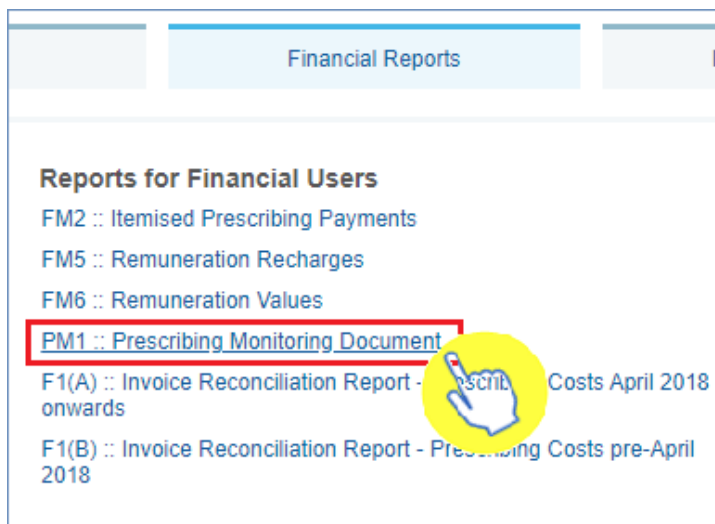 Financial Reports
Reports for Financial Users
FM2 :: Itemised Prescribing Payments
FM5 :: Remuneration Recharges
FM6 :: Remuneration Values
PM1 :: Prescribing Monitoring Document
F1(A) :: Invoice Reconciliation Report - Prescribing Costs April 2018
onwards
F1(B) :: Invoice Reconciliation Report - Prescribing Costs pre-April
2018